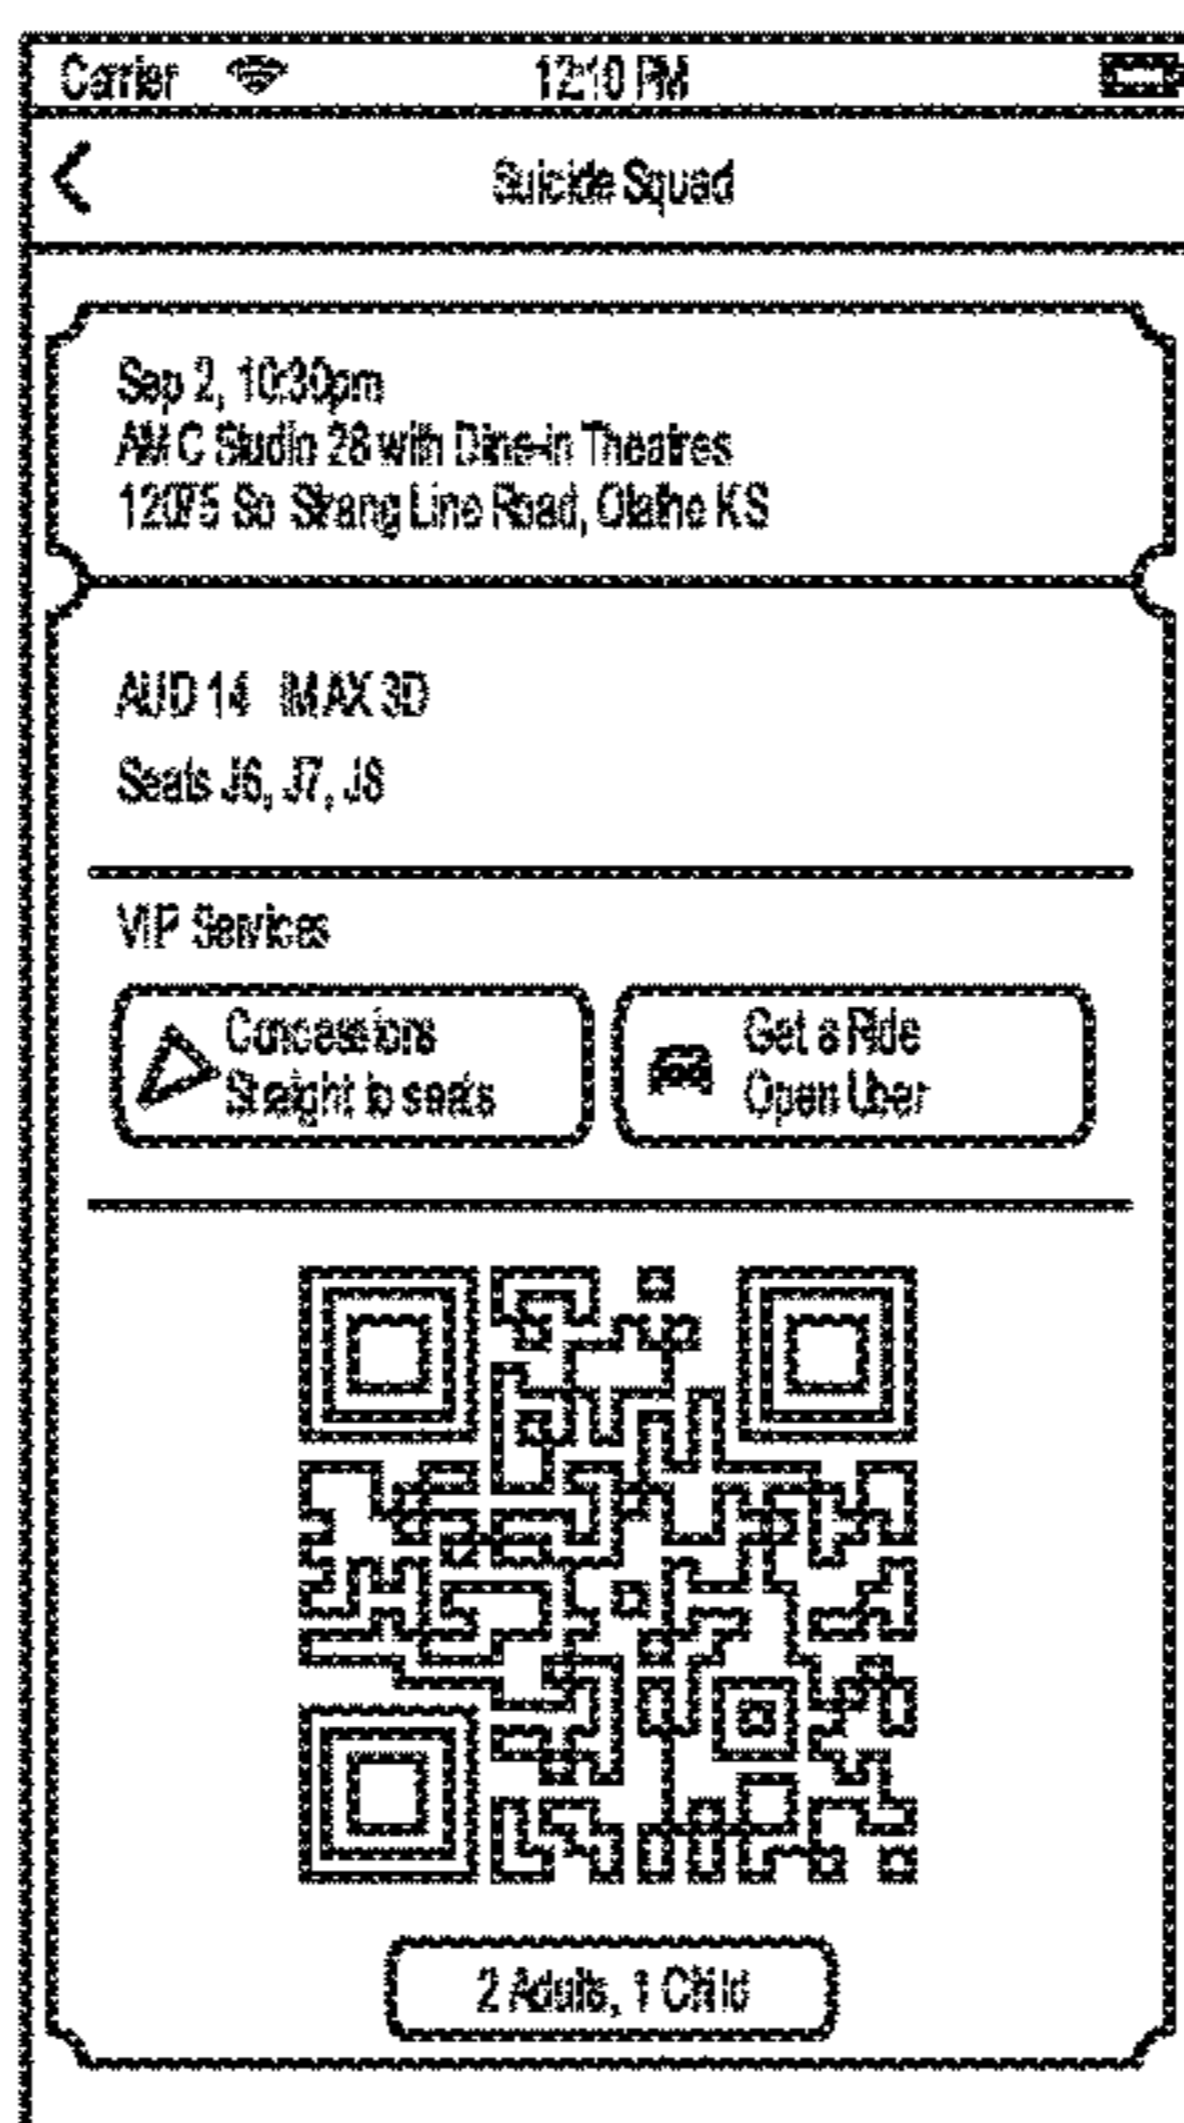 Carrier 12:10 PM
Suicide Squad
Sep 2, 10:30pm
AMC Studio 28 with Dine-in Theatres
12075 So Strang Line Road, Olathe KS
AUD 14 IMAX 3D
Seats J6, J7, J8
VIP Services
Concessions
Straight to seats
Get a Ride
Open Uber
2 Adults, 1 Child